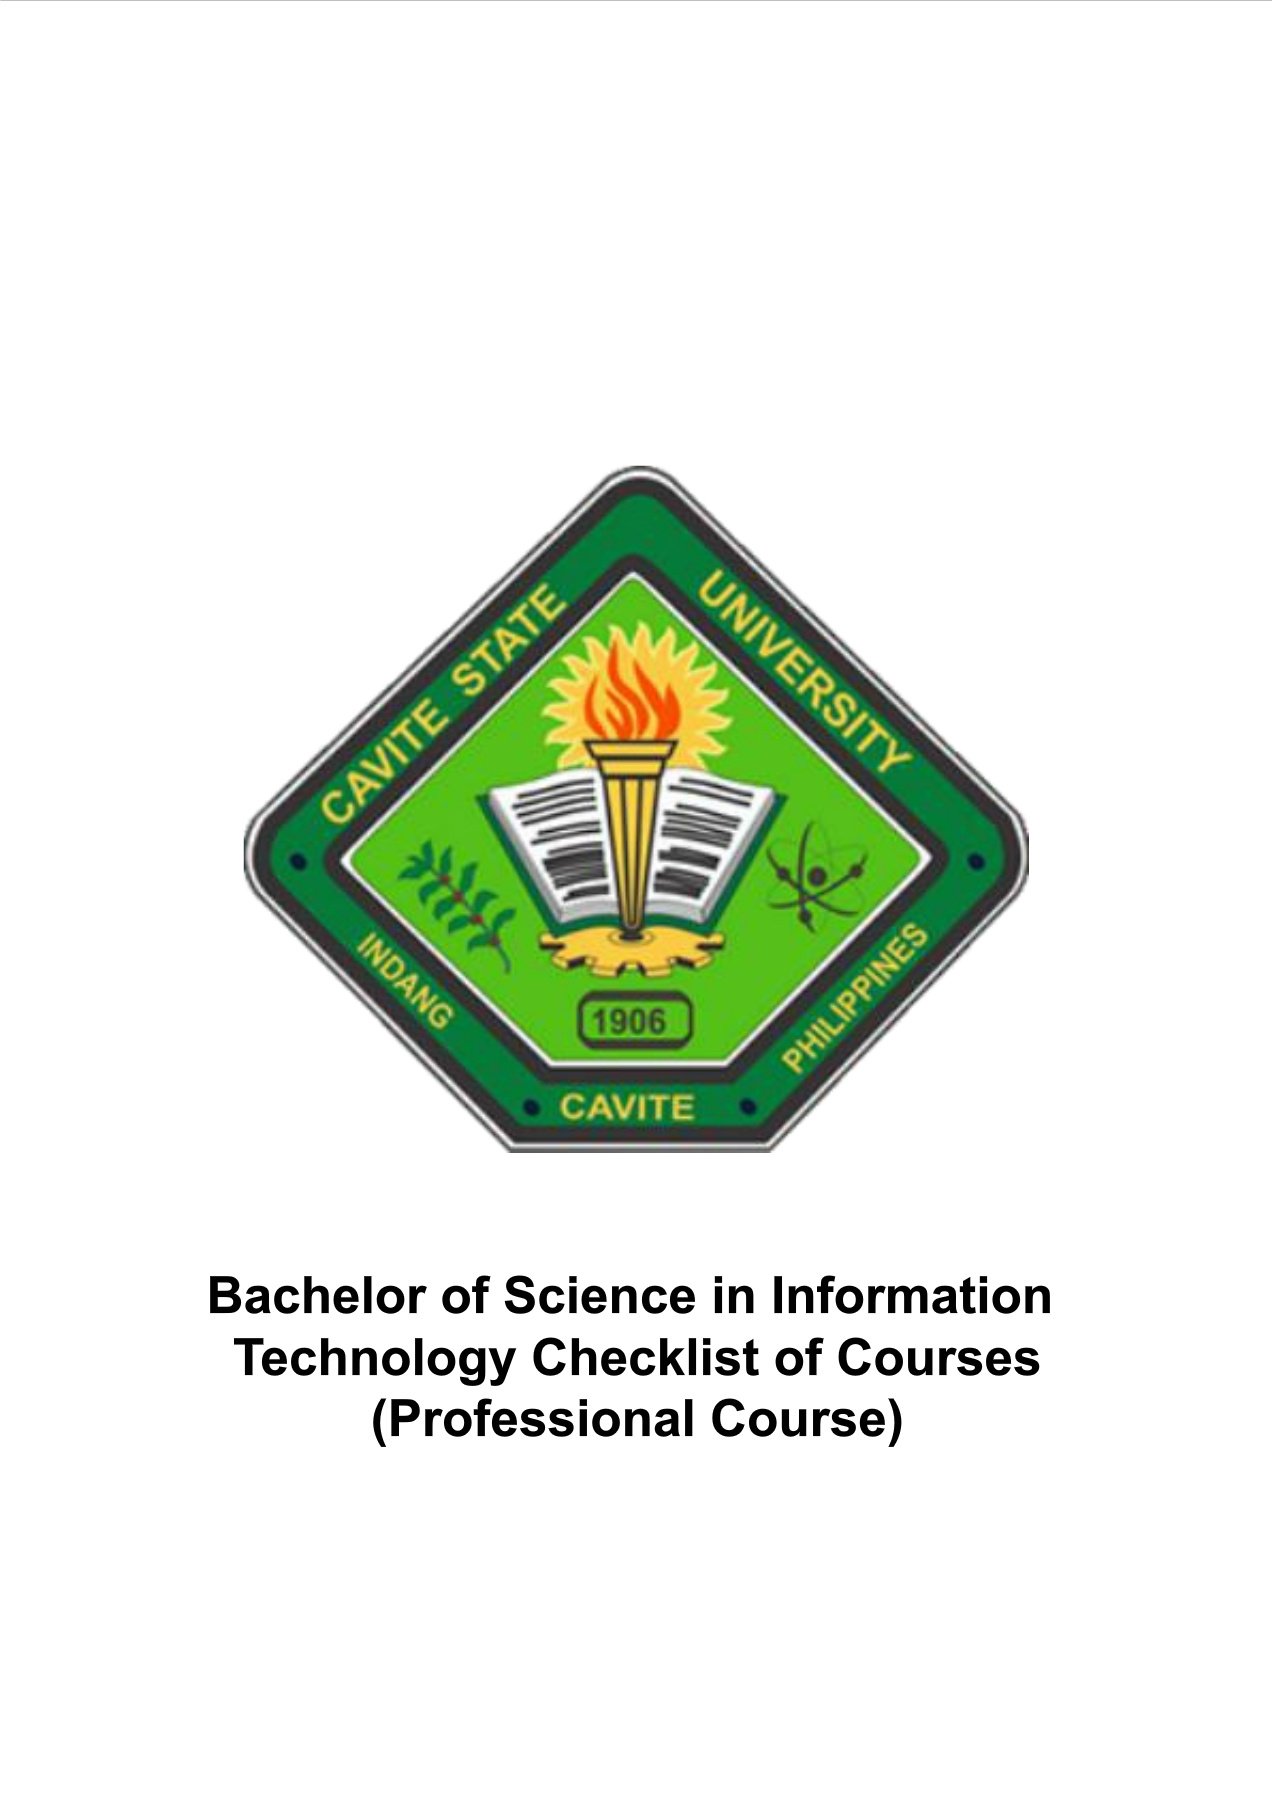 CAVITE STATE
UNIVERSITY
INDANG
PHILIPPINES
1906
CAVITE
Bachelor of Science in Information
Technology Checklist of Courses
(Professional Course)